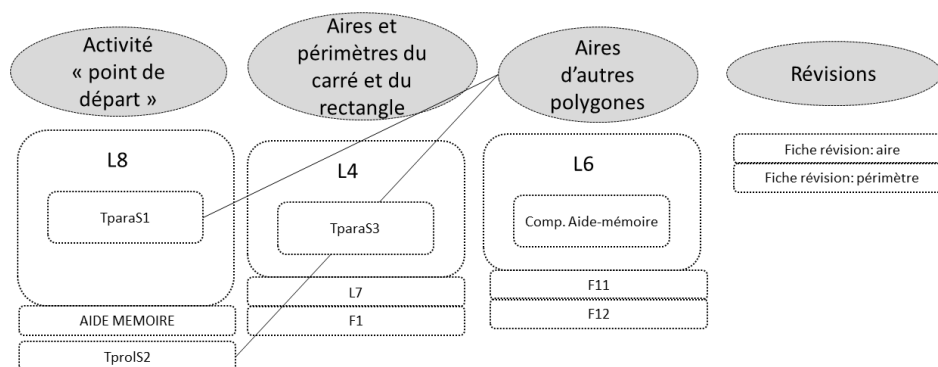 Activité
« point de
départ »
Aires et
périmètres du
carré et du
rectangle
Aires
d’autres
polygones
Révisions
L8
TparaS1
AIDE MEMOIRE
TprolS2
L4
TparaS3
L7
F1
L6
Comp. Aide-mémoire
F11
F12
Fiche révision: aire
Fiche révision: périmètre